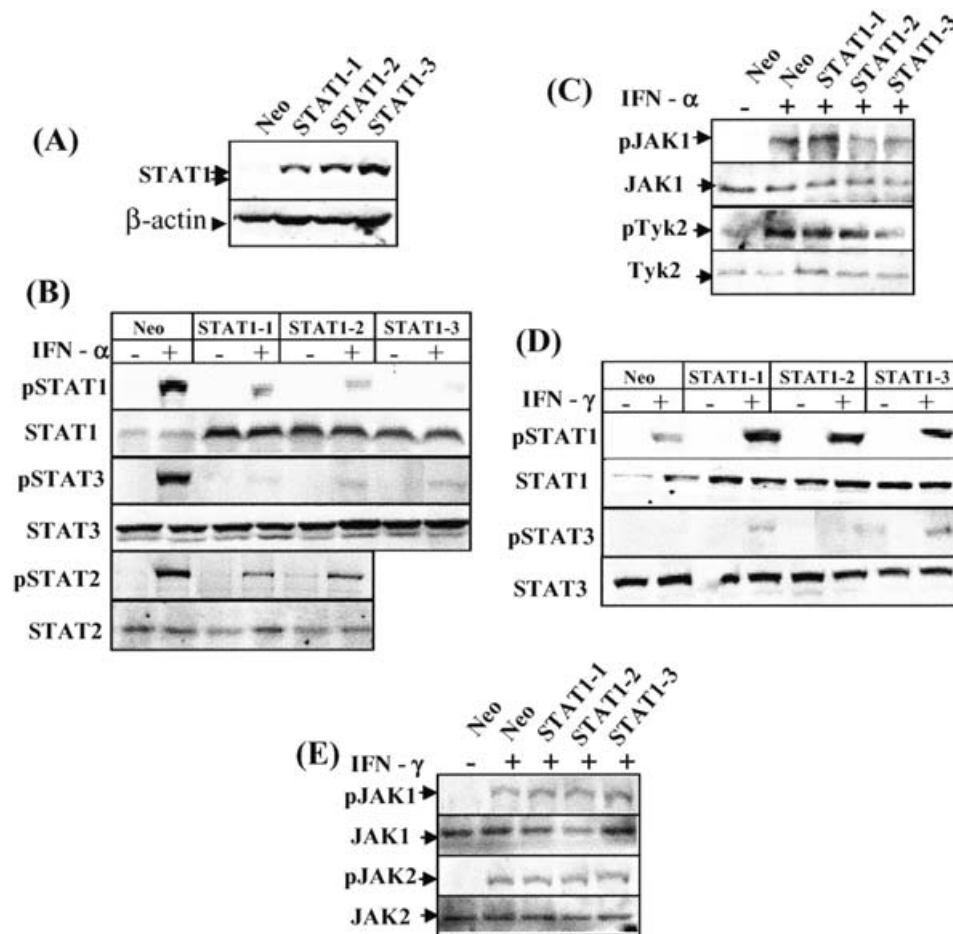 (A)
Neo STAT1-1 STAT1-2 STAT1-3
STAT1
β-actin
(B)
Neo STAT1-1 STAT1-2 STAT1-3
IFN - α - + - + - + - +
pSTAT1
STAT1
pSTAT3
STAT3
pSTAT2
STAT2
(C)
Neo Neo STAT1-1 STAT1-2 STAT1-3
IFN - α - + + + +
pJAK1
JAK1
pTyk2
Tyk2
(D)
Neo STAT1-1 STAT1-2 STAT1-3
IFN - γ - + - + - + - +
pSTAT1
STAT1
pSTAT3
STAT3
(E)
Neo Neo STAT1-1 STAT1-2 STAT1-3
IFN - γ - + + + +
pJAK1
JAK1
pJAK2
JAK2